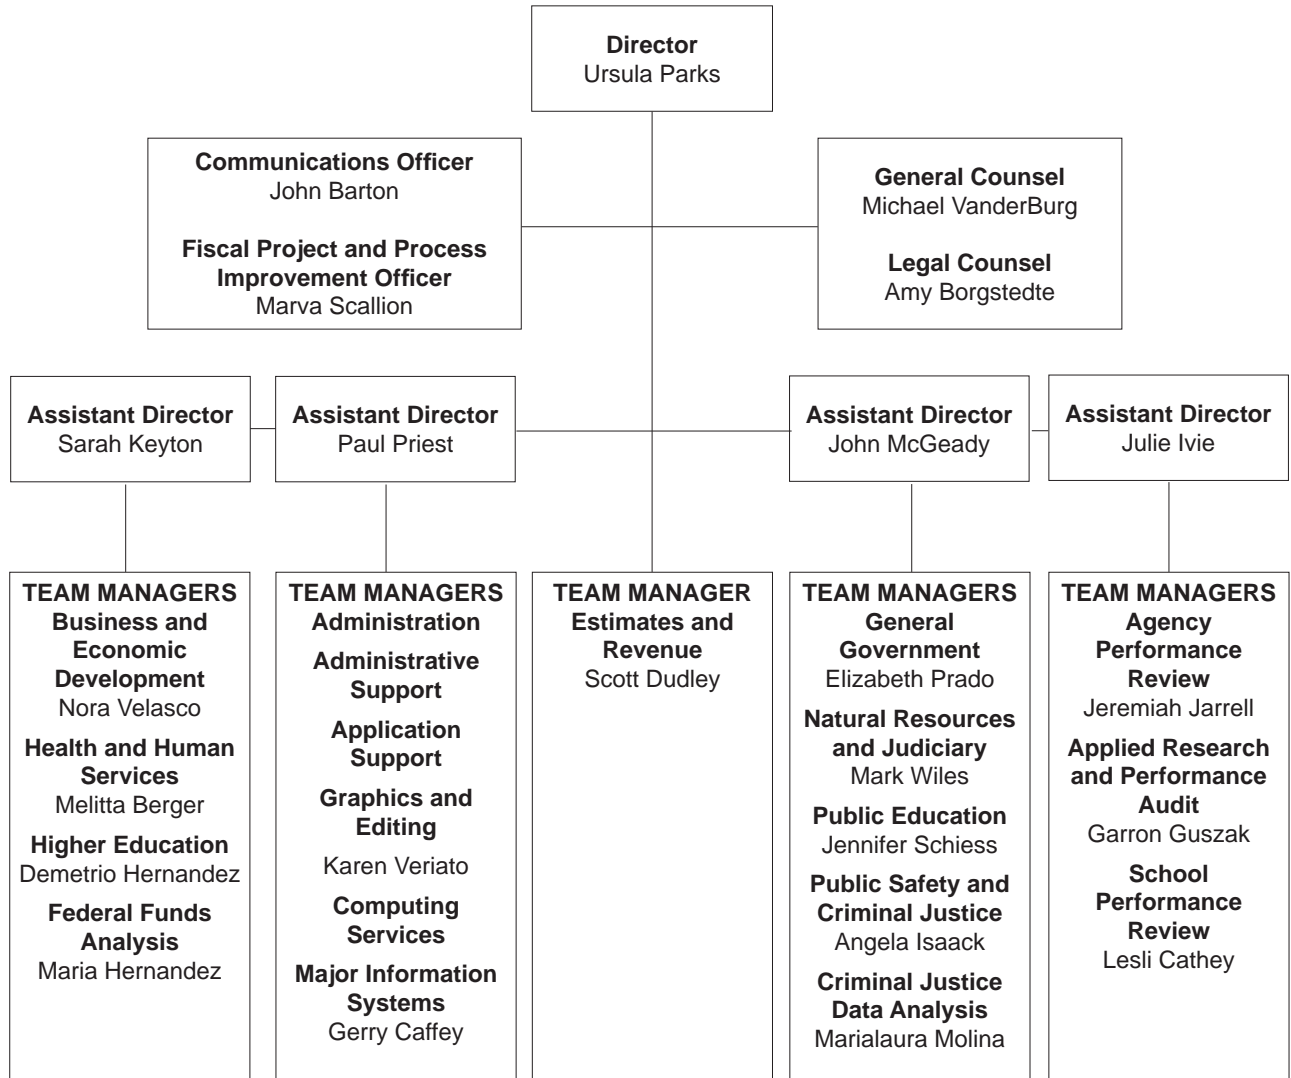 Director
Ursula Parks
Communications Officer
John Barton
Fiscal Project and Process
Improvement Officer
Marva Scallion
General Counsel
Michael VanderBurg
Legal Counsel
Amy Borgstedte
Assistant Director
Sarah Keyton
Assistant Director
Paul Priest
Assistant Director
John McGeady
Assistant Director
Julie Ivie
TEAM MANAGERS
Business and
Economic
Development
Nora Velasco
Health and Human
Services
Melitta Berger
Higher Education
Demetrio Hernandez
Federal Funds
Analysis
Maria Hernandez
TEAM MANAGERS
Administration
Administrative
Support
Application
Support
Graphics and
Editing
Karen Veriato
Computing
Services
Major Information
Systems
Gerry Caffey
TEAM MANAGER
Estimates and
Revenue
Scott Dudley
TEAM MANAGERS
General
Government
Elizabeth Prado
Natural Resources
and Judiciary
Mark Wiles
Public Education
Jennifer Schiess
Public Safety and
Criminal Justice
Angela Isaack
Criminal Justice
Data Analysis
Marialaura Molina
TEAM MANAGERS
Agency
Performance
Review
Jeremiah Jarrell
Applied Research
and Performance
Audit
Garron Guszak
School
Performance
Review
Lesli Cathey